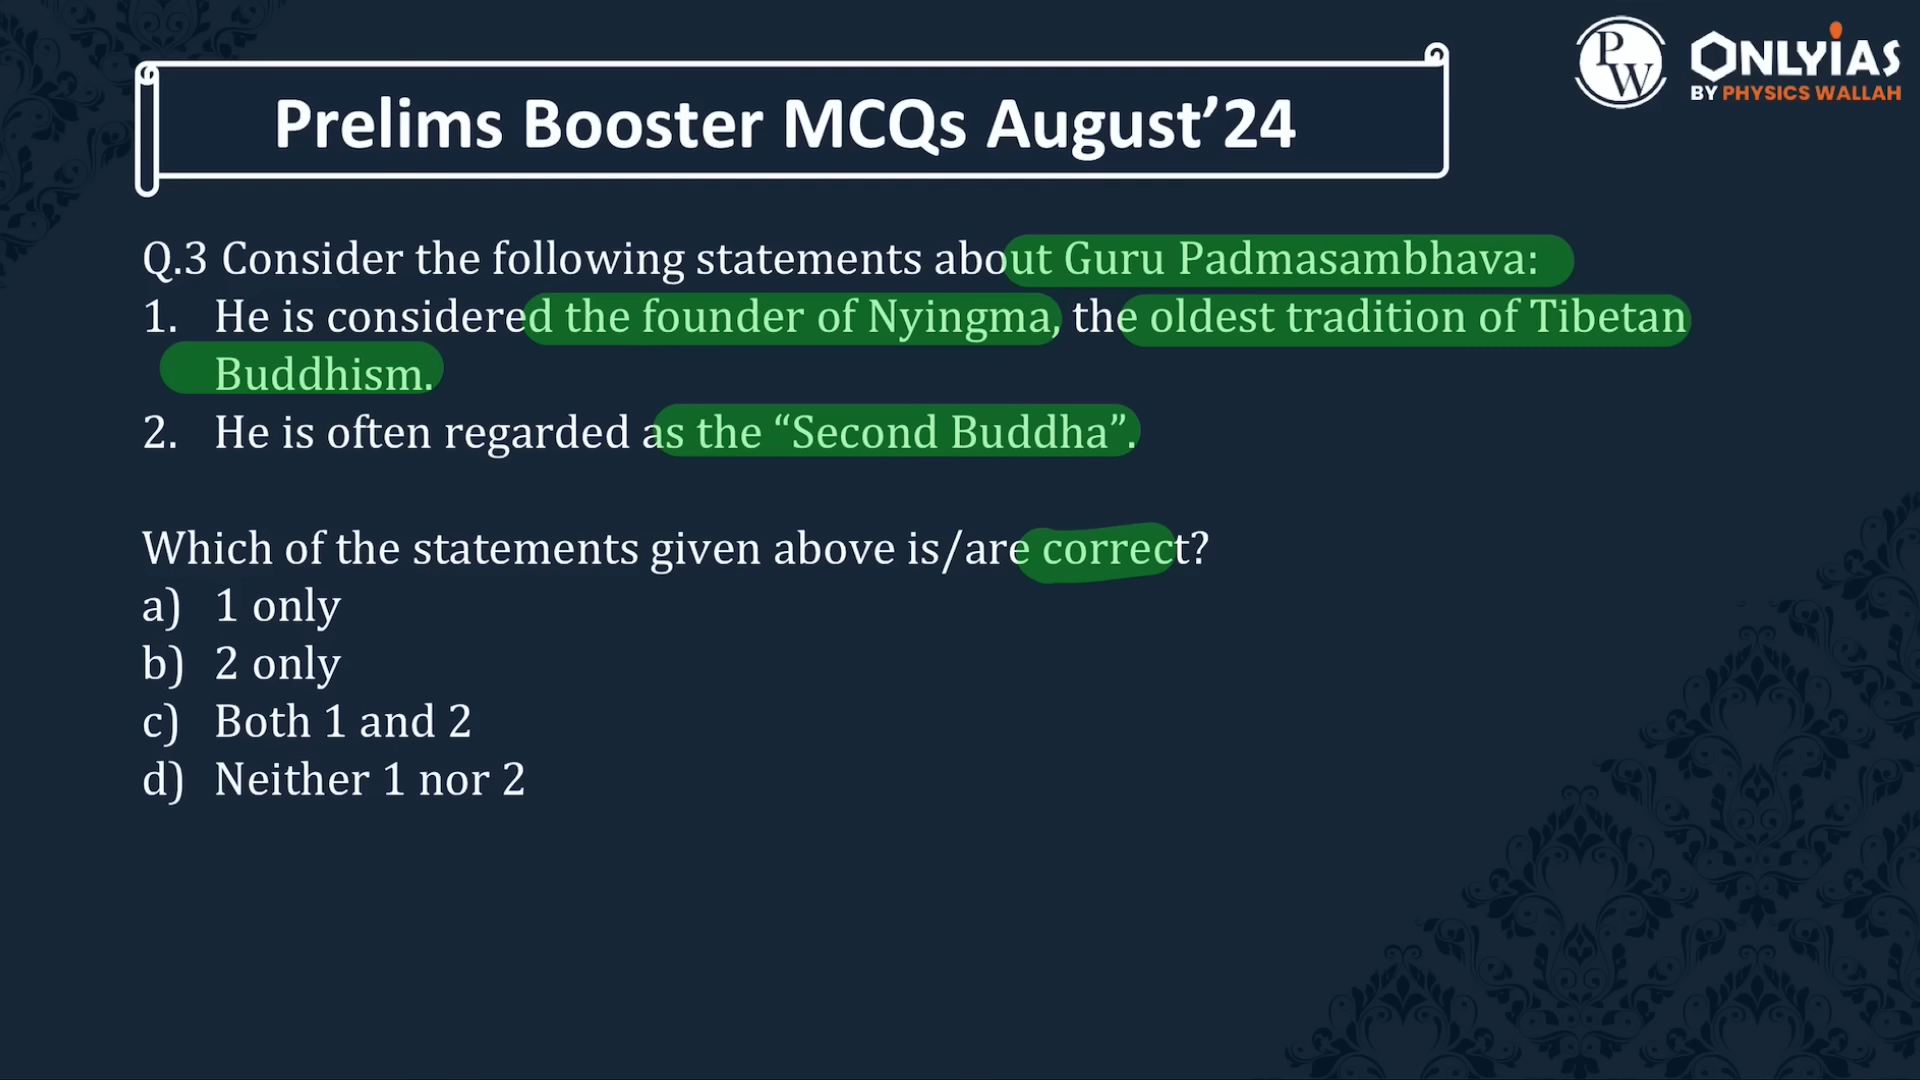 PW ONLYIAS
BY PHYSICS WALLAH
Prelims Booster MCQs August’24
Q.3 Consider the following statements about Guru Padmasambhava:
1. He is considered the founder of Nyingma, the oldest tradition of Tibetan
Buddhism.
2. He is often regarded as the “Second Buddha”.
Which of the statements given above is/are correct?
a) 1 only
b) 2 only
c) Both 1 and 2
d) Neither 1 nor 2